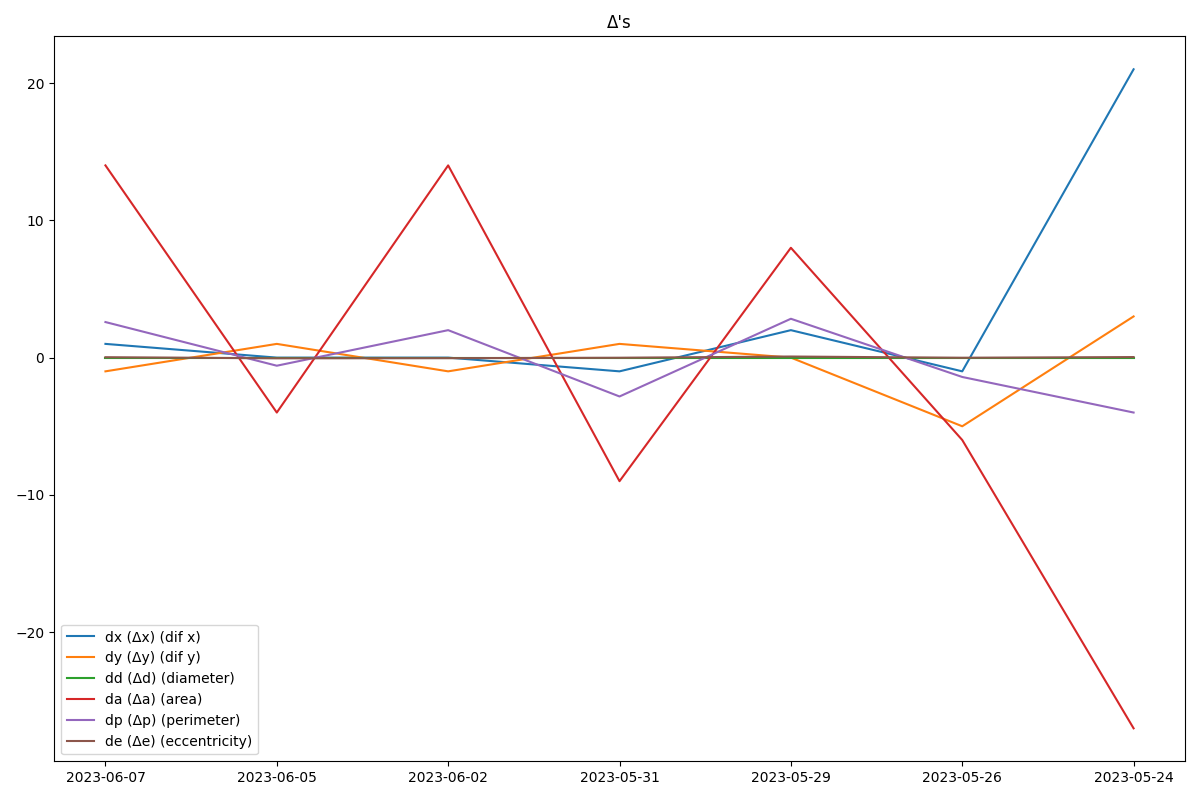 Δ's
20
10
0
−10
−20
dx (Δx) (dif x)
dy (Δy) (dif y)
dd (Δd) (diameter)
da (Δa) (area)
dp (Δp) (perimeter)
de (Δe) (eccentricity)
2023-06-07 2023-06-05 2023-06-02 2023-05-31 2023-05-29 2023-05-26 2023-05-24